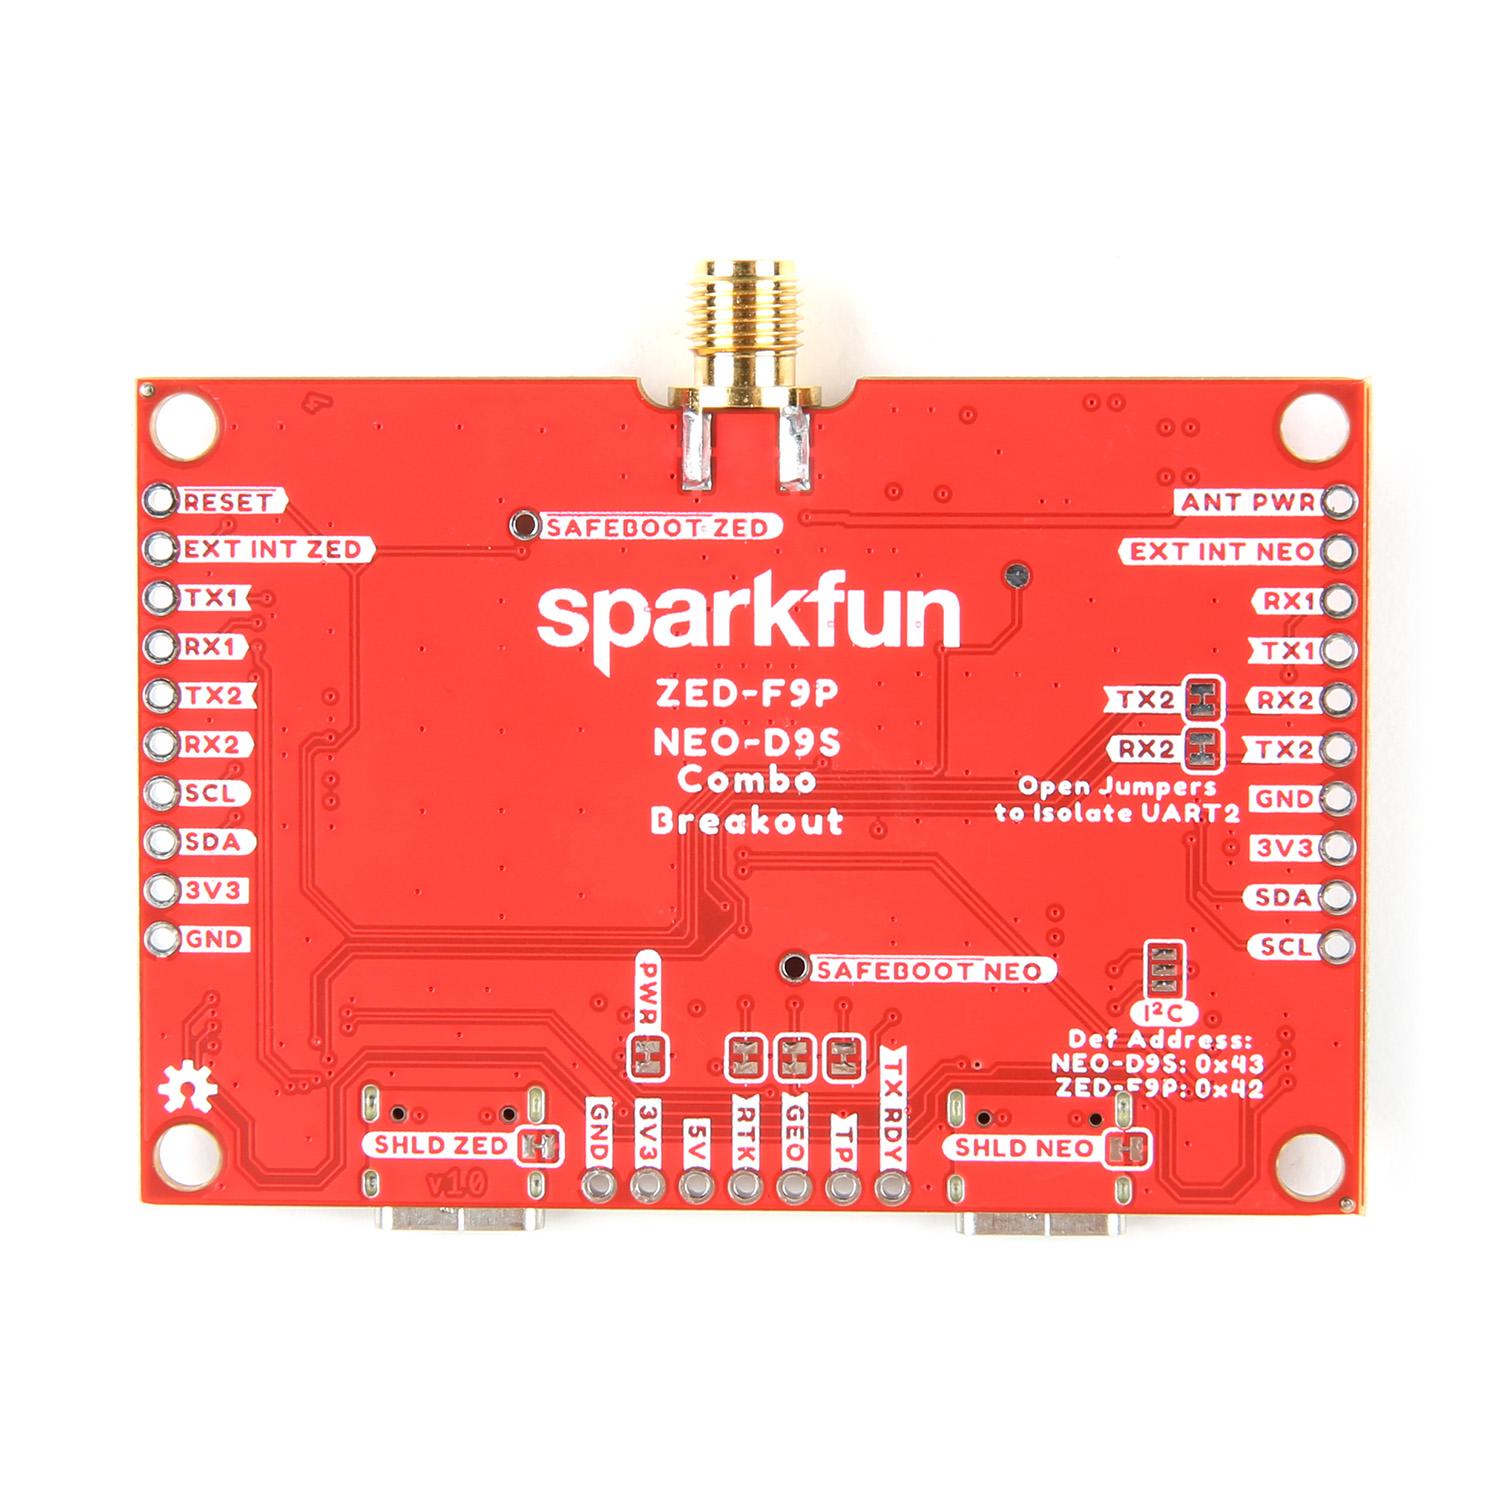 RESET
EXT INT ZED
TX1
RX1
TX2
RX2
SCL
SDA
3V3
GND
SAFEBOOT ZED
sparkfun
ZED-F9P
NEO-D9S
Combo
Breakout
ANT PWR
EXT INT NEO
RX1
TX1
TX2
RX2
RX2
TX2
Open Jumpers
to Isolate UART2
GND
3V3
SDA
SCL
SAFEBOOT NEO
I²C
Def Address:
NEO-D9S: 0x43
ZED-F9P: 0x42
PWR
SHLD ZED
v10
GND
3V3
5V
RTK
GEO
TP
TX RDY
SHLD NEO